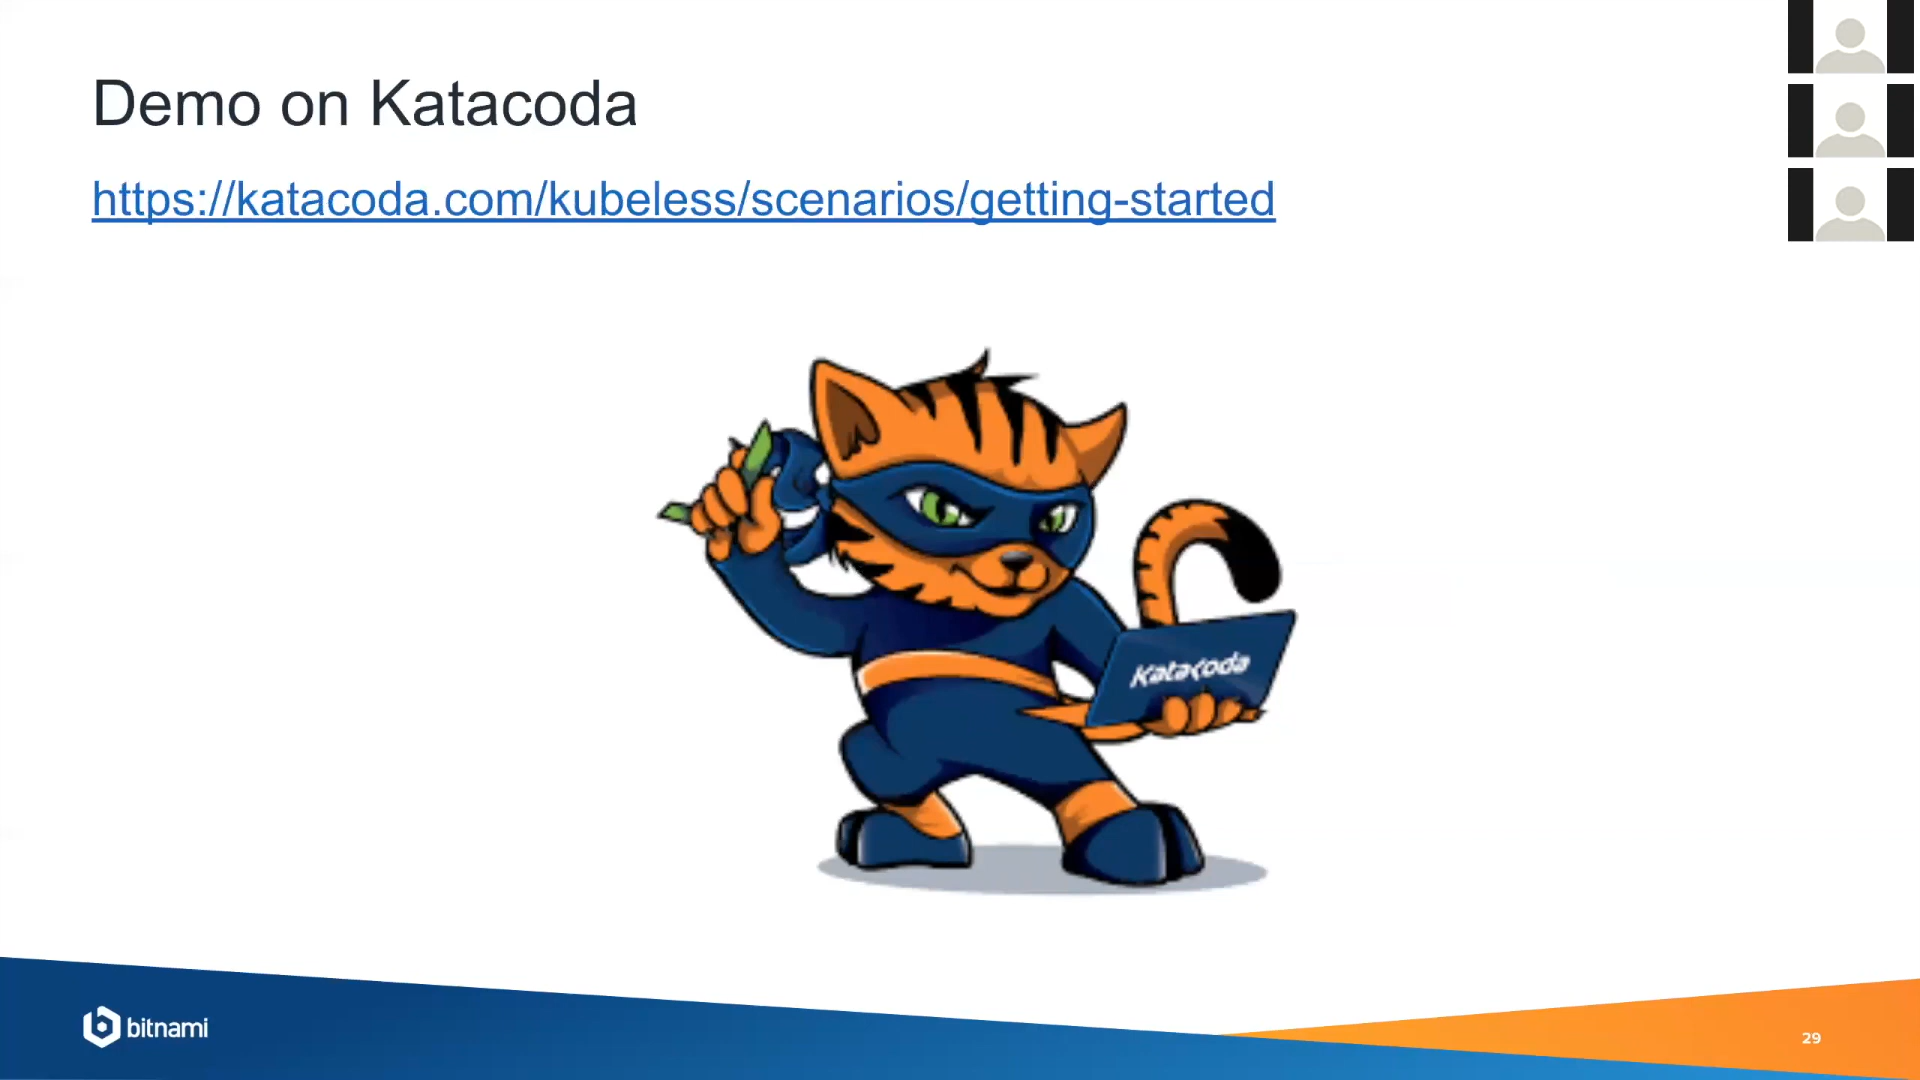 Demo on Katacoda
https://katacoda.com/kubeless/scenarios/getting-started
Katacoda
bitnami
29